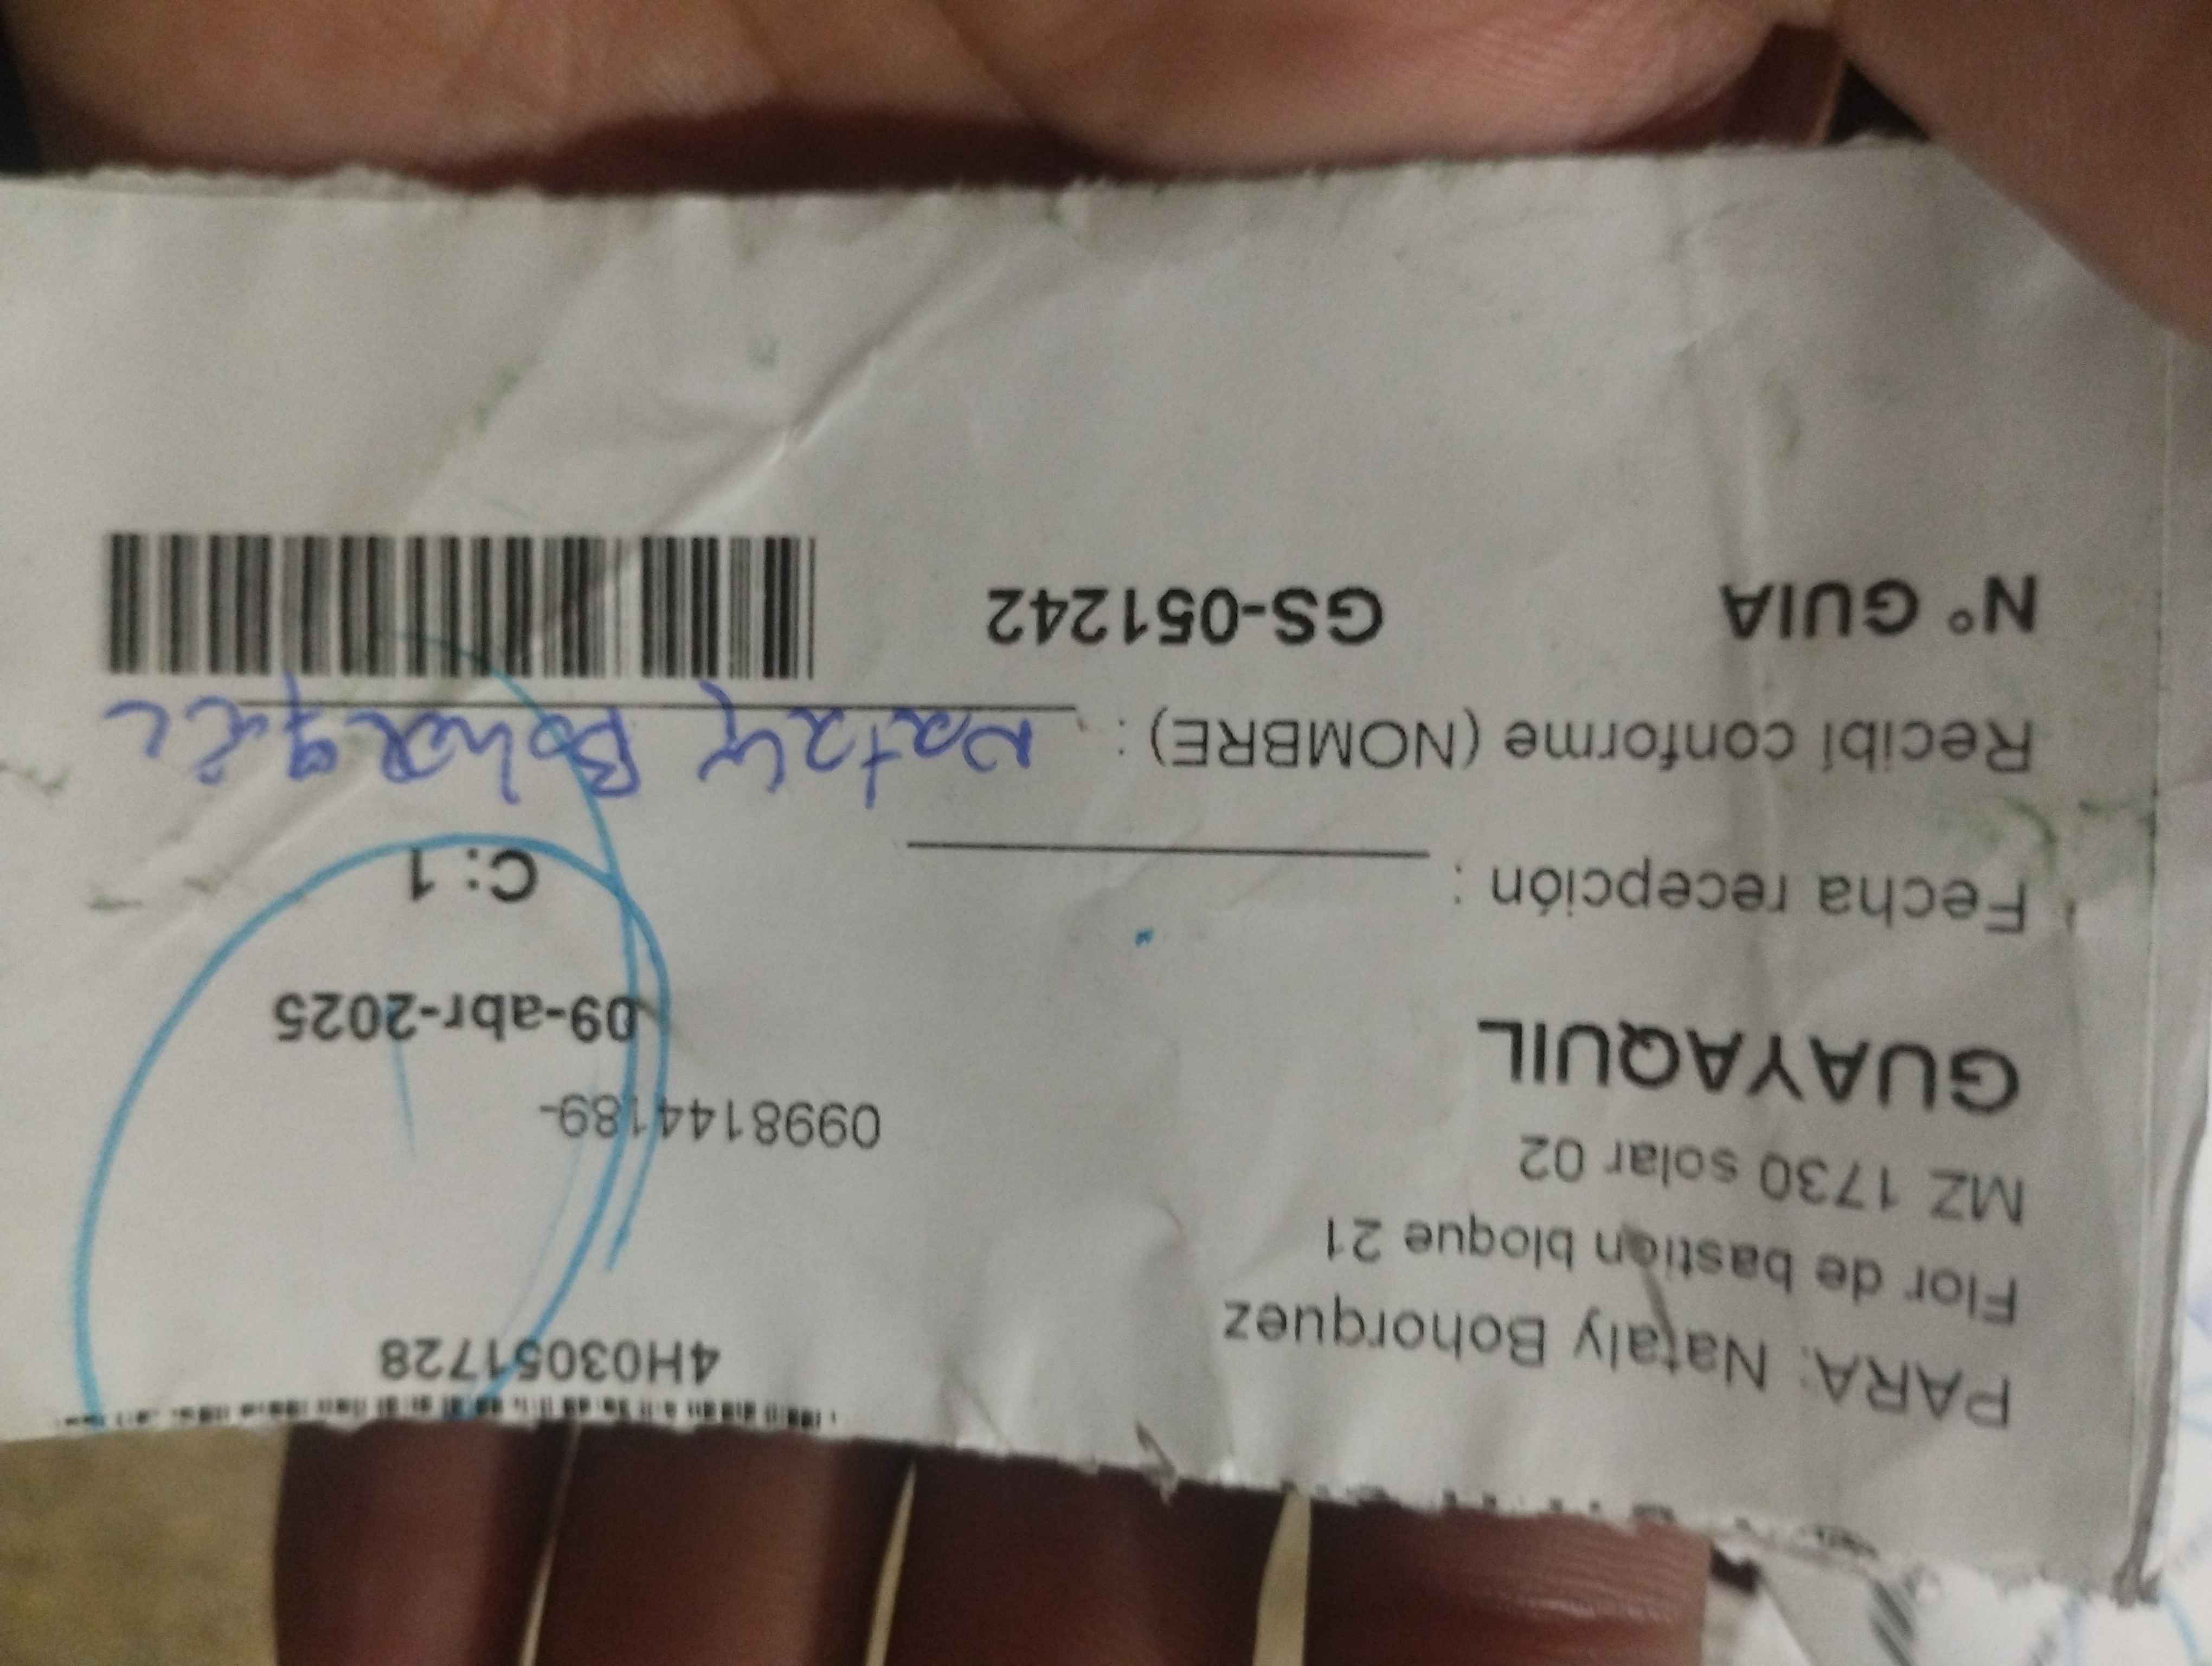 4H03051728
PARA: Nataly Bohorquez
Flor de bastion bloque 21
MZ 1730 solar 02
0998144189-
GUAYAQUIL
09-abr-2025
Fecha recepción :
C: 1
Recibí conforme (NOMBRE) : Nataly Bohorquez
N° GUIA GS-051242